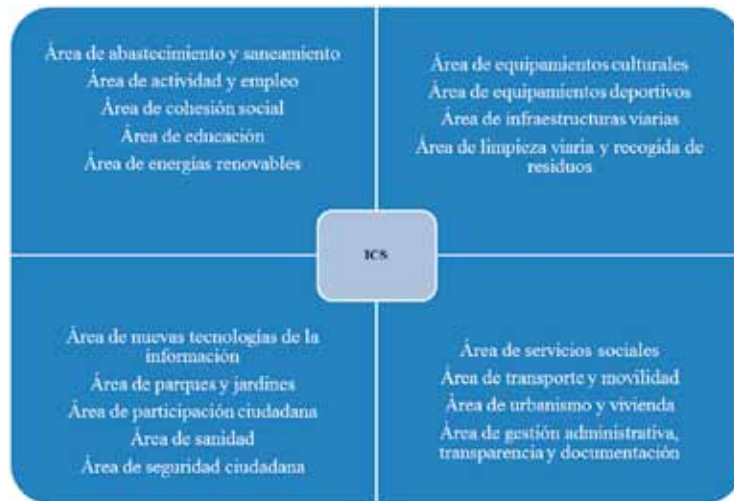 Área de abastecimiento y saneamiento
Área de actividad y empleo
Área de cohesión social
Área de educación
Área de energías renovables
Área de equipamientos culturales
Área de equipamientos deportivos
Área de infraestructuras viarias
Área de limpieza viaria y recogida de
residuos
ICS
Área de nuevas tecnologías de la
información
Área de parques y jardines
Área de participación ciudadana
Área de sanidad
Área de seguridad ciudadana
Área de servicios sociales
Área de transporte y movilidad
Área de urbanismo y vivienda
Área de gestión administrativa,
transparencia y documentación